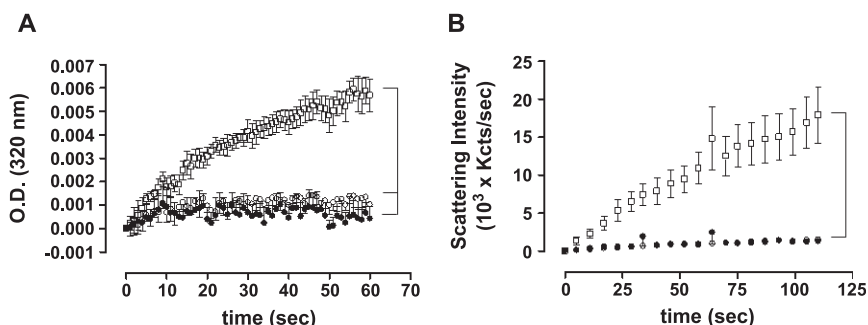 A
O.D. (320 nm)
0.007
0.006
0.005
0.004
0.003
0.002
0.001
0.000
-0.001
0 10 20 30 40 50 60 70
time (sec)
B
Scattering Intensity
(10³ x Kcts/sec)
25
20
15
10
5
0
0 25 50 75 100 125
time (sec)